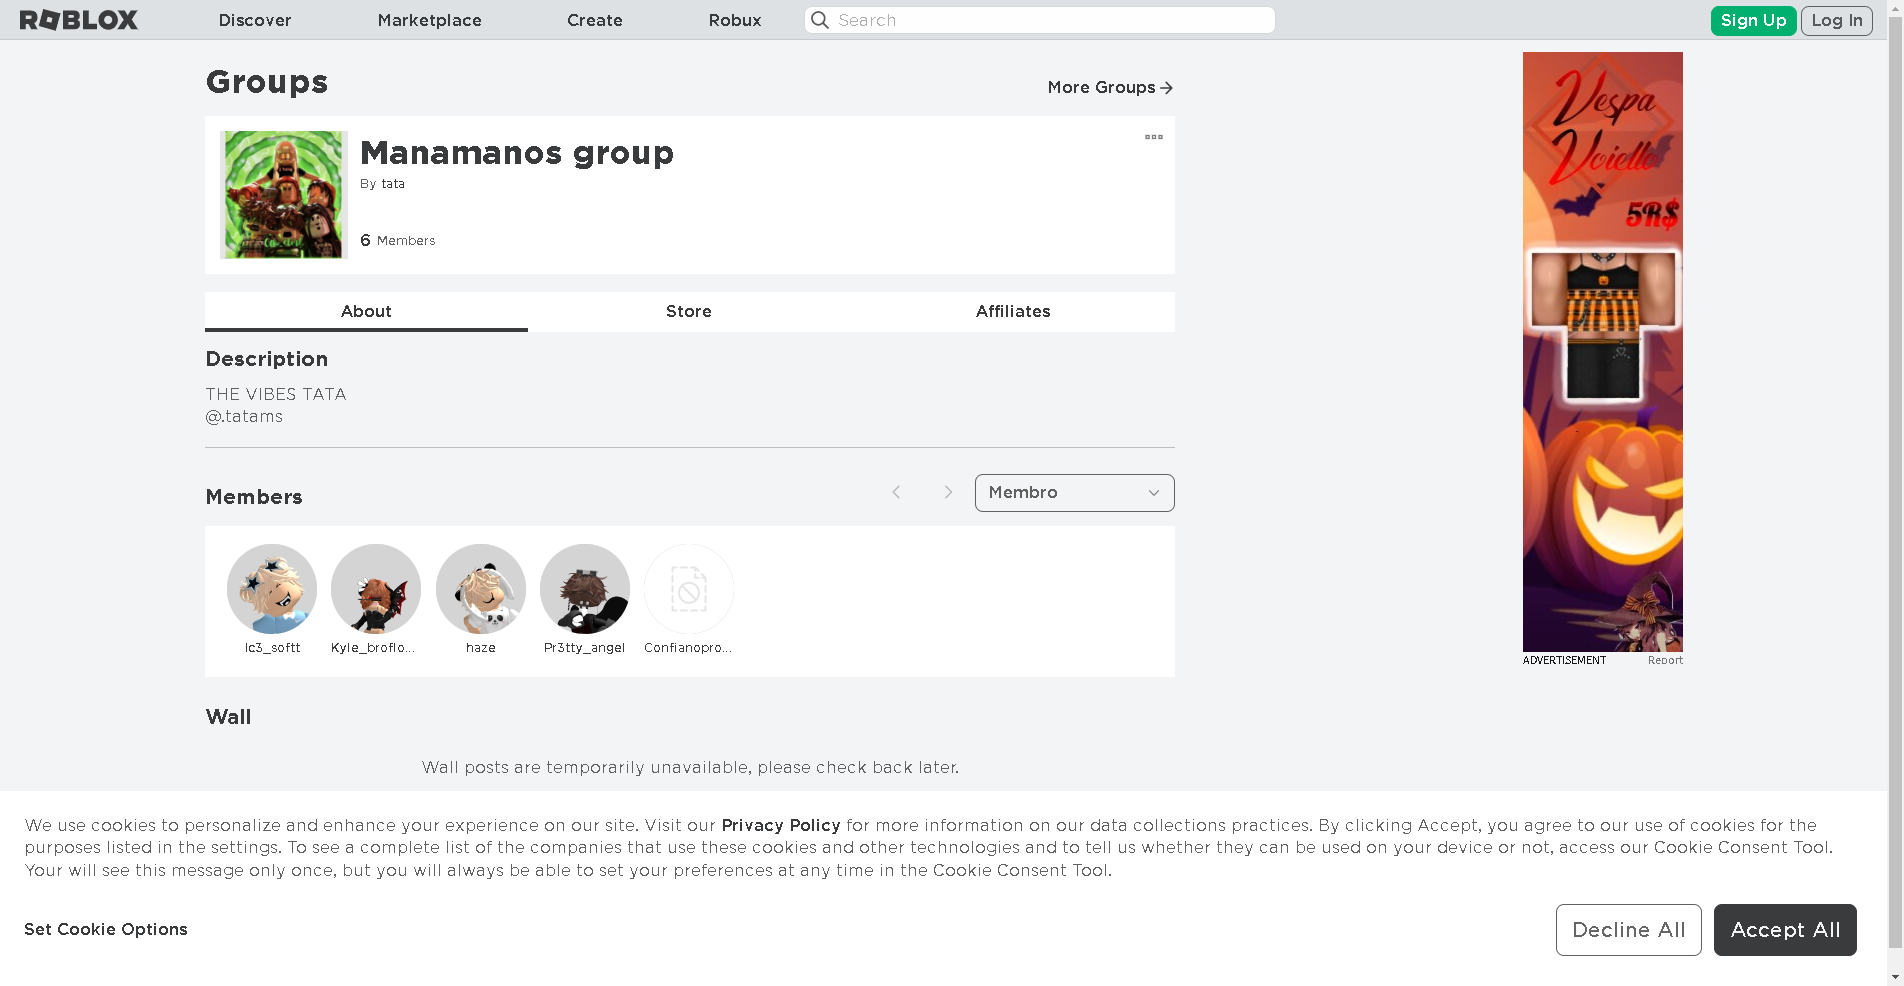 ROBLOX
Discover
Marketplace
Create
Robux
Search
Sign Up
Log In
Groups
More Groups
Manamanos group
By tata
6 Members
About
Store
Affiliates
Description
THE VIBES TATA
@.tatams
Members
Membro
Ic3_softt
Kyle_broflo...
haze
Pr3tty_angel
Confianopro...
Wall
Wall posts are temporarily unavailable, please check back later.
Vespa
Voiello
5R$
ADVERTISEMENT
Report
We use cookies to personalize and enhance your experience on our site. Visit our Privacy Policy for more information on our data collections practices. By clicking Accept, you agree to our use of cookies for the
purposes listed in the settings. To see a complete list of the companies that use these cookies and other technologies and to tell us whether they can be used on your device or not, access our Cookie Consent Tool.
Your will see this message only once, but you will always be able to set your preferences at any time in the Cookie Consent Tool.
Set Cookie Options
Decline All
Accept All